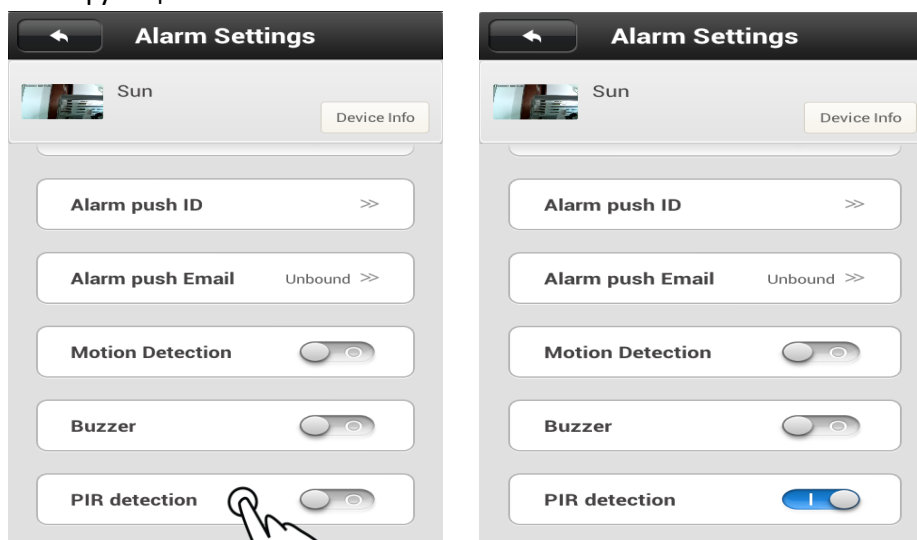 Alarm Settings
Sun
Device Info
Alarm push ID >>
Alarm push Email Unbound >>
Motion Detection
Buzzer
PIR detection
Alarm Settings
Sun
Device Info
Alarm push ID >>
Alarm push Email Unbound >>
Motion Detection
Buzzer
PIR detection